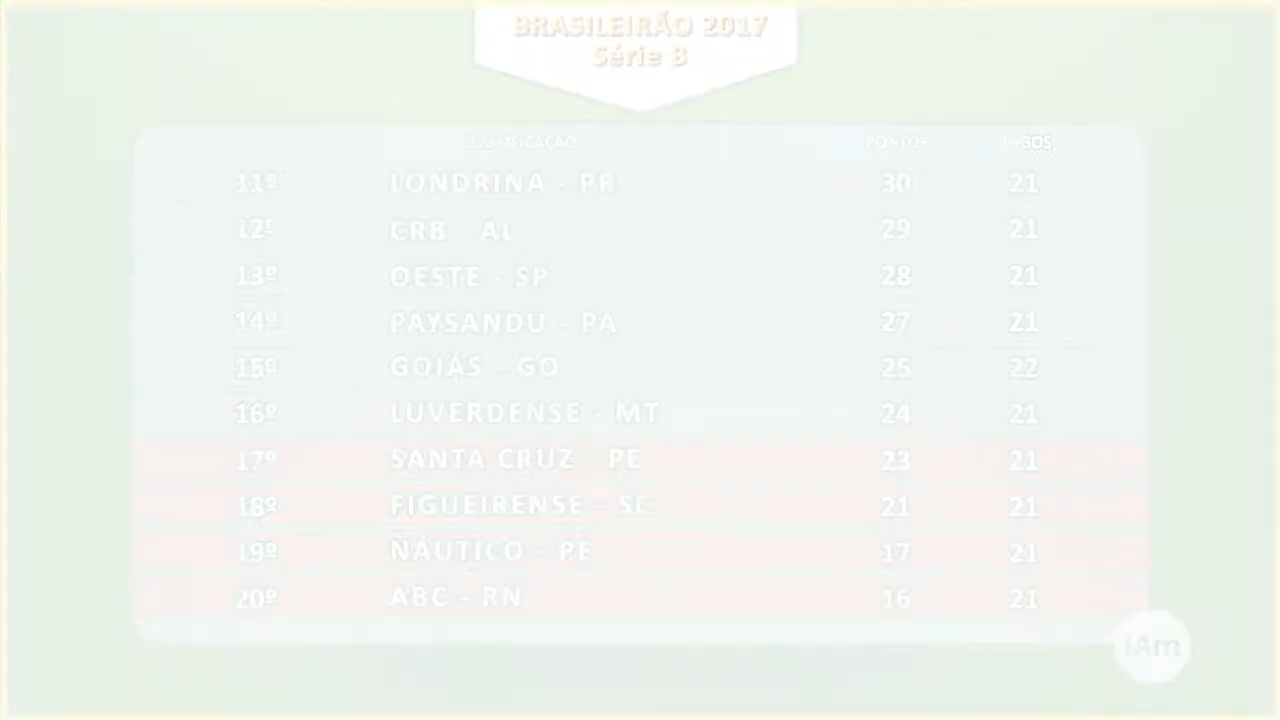 BRASILEIRÃO 2017
Série B
CLASSIFICAÇÃO PONTOS JOGOS
11º LONDRINA - PR 30 21
12º CRB - AL 29 21
13º OESTE - SP 28 21
14º PAYSANDU - PA 27 21
15º GOIÁS - GO 25 22
16º LUVERDENSE - MT 24 21
17º SANTA CRUZ - PE 23 21
18º FIGUEIRENSE - SC 21 21
19º NÁUTICO - PE 17 21
20º ABC - RN 16 21
iAm